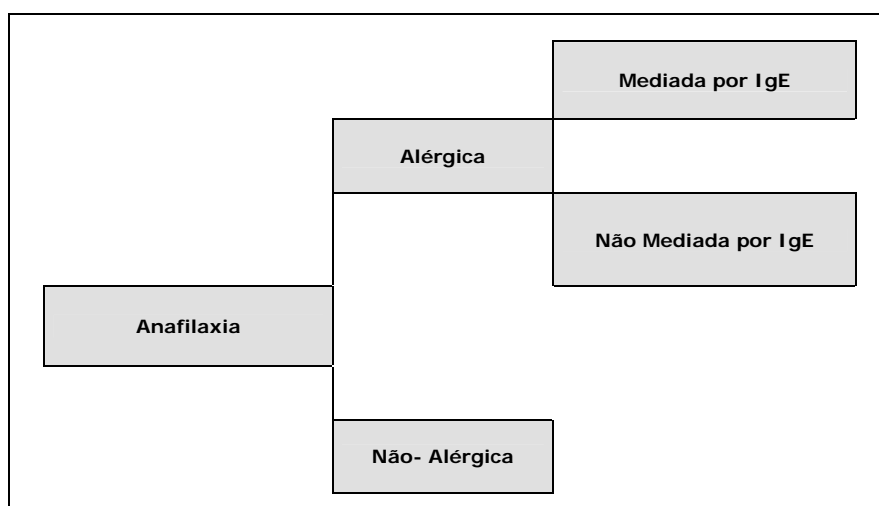 Mediada por IgE
Alérgica
Não Mediada por IgE
Anafilaxia
Não- Alérgica